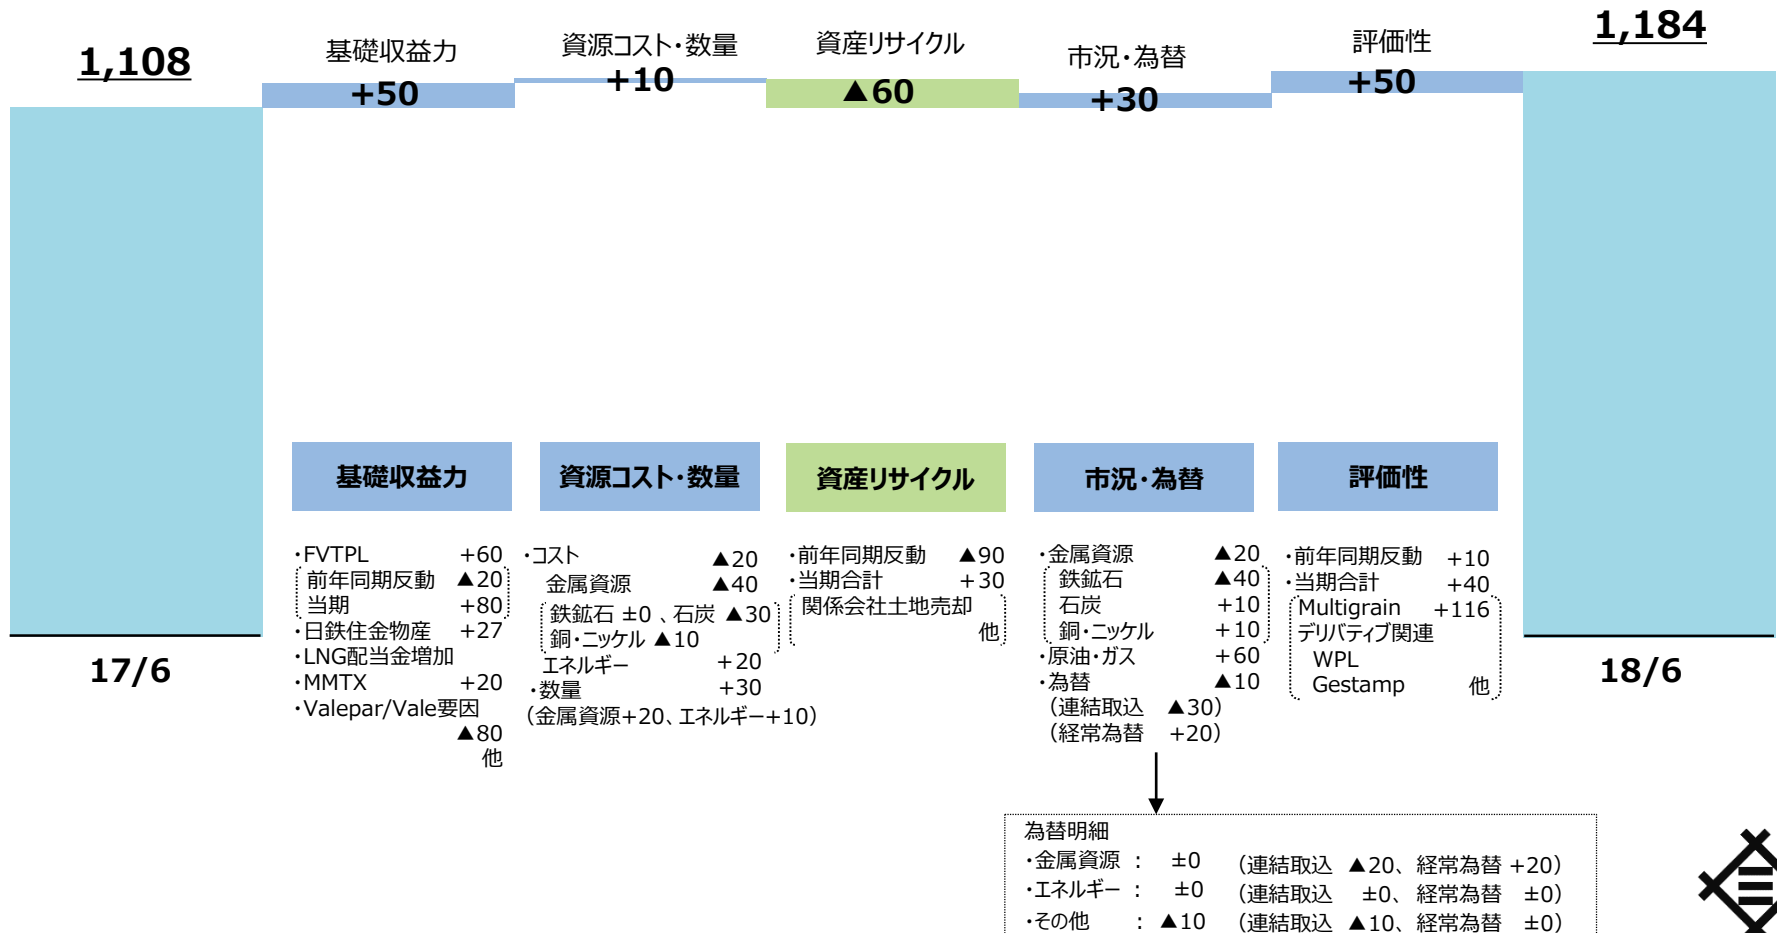 1,108
基礎収益力
+50
資源コスト・数量
+10
資産リサイクル
▲60
市況・為替
+30
評価性
+50
1,184
17/6
18/6
基礎収益力
・FVTPL +60
前年同期反動 ▲20
当期 +80
・日鉄住金物産 +27
・LNG配当金増加
・MMTX +20
・Valepar/Vale要因
▲80
他
資源コスト・数量
・コスト ▲20
金属資源 ▲40
鉄鉱石 ±0 、石炭 ▲30
銅・ニッケル ▲10
エネルギー +20
・数量 +30
（金属資源+20、エネルギー+10）
資産リサイクル
・前年同期反動 ▲90
・当期合計 +30
関係会社土地売却
他
市況・為替
・金属資源 ▲20
鉄鉱石 ▲40
石炭 +10
銅・ニッケル +10
・原油・ガス +60
・為替 ▲10
（連結取込 ▲30）
（経常為替 +20）
評価性
・前年同期反動 +10
・当期合計 +40
Multigrain +116
デリバティブ関連
WPL
Gestamp 他
為替明細
・金属資源 : ±0 （連結取込 ▲20、経常為替 +20）
・エネルギー : ±0 （連結取込 ±0、経常為替 ±0）
・その他 : ▲10 （連結取込 ▲10、経常為替 ±0）